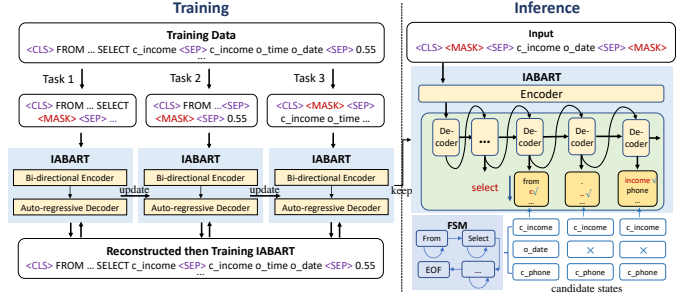 Training
Training Data
<CLS> FROM ... SELECT c_income <SEP> c_income o_time o_date <SEP> 0.55
...
Task 1
Task 2
Task 3
<CLS> FROM ... SELECT
<MASK> <SEP> ...
<CLS> FROM ...<SEP>
<MASK> <SEP> 0.55
<CLS> <MASK> <SEP>
c_income o_time ...
IABART
Bi-directional Encoder
Auto-regressive Decoder
update
IABART
Bi-directional Encoder
Auto-regressive Decoder
update
IABART
Bi-directional Encoder
Auto-regressive Decoder
keep
Reconstructed then Training IABART
<CLS> FROM ... SELECT c_income <SEP> c_income o_time o_date <SEP> 0.55
...
Inference
Input
<CLS> <MASK> <SEP> c_income o_date <SEP> <MASK>
IABART
Encoder
De-
coder
...
De-
coder
De-
coder
De-
coder
select
from
c√
...
.
_√
...
income √
phone
...
FSM
From
Select
EOF
...
c_income
c_income
c_income
o_date
×
×
c_phone
c_phone
c_phone
candidate states